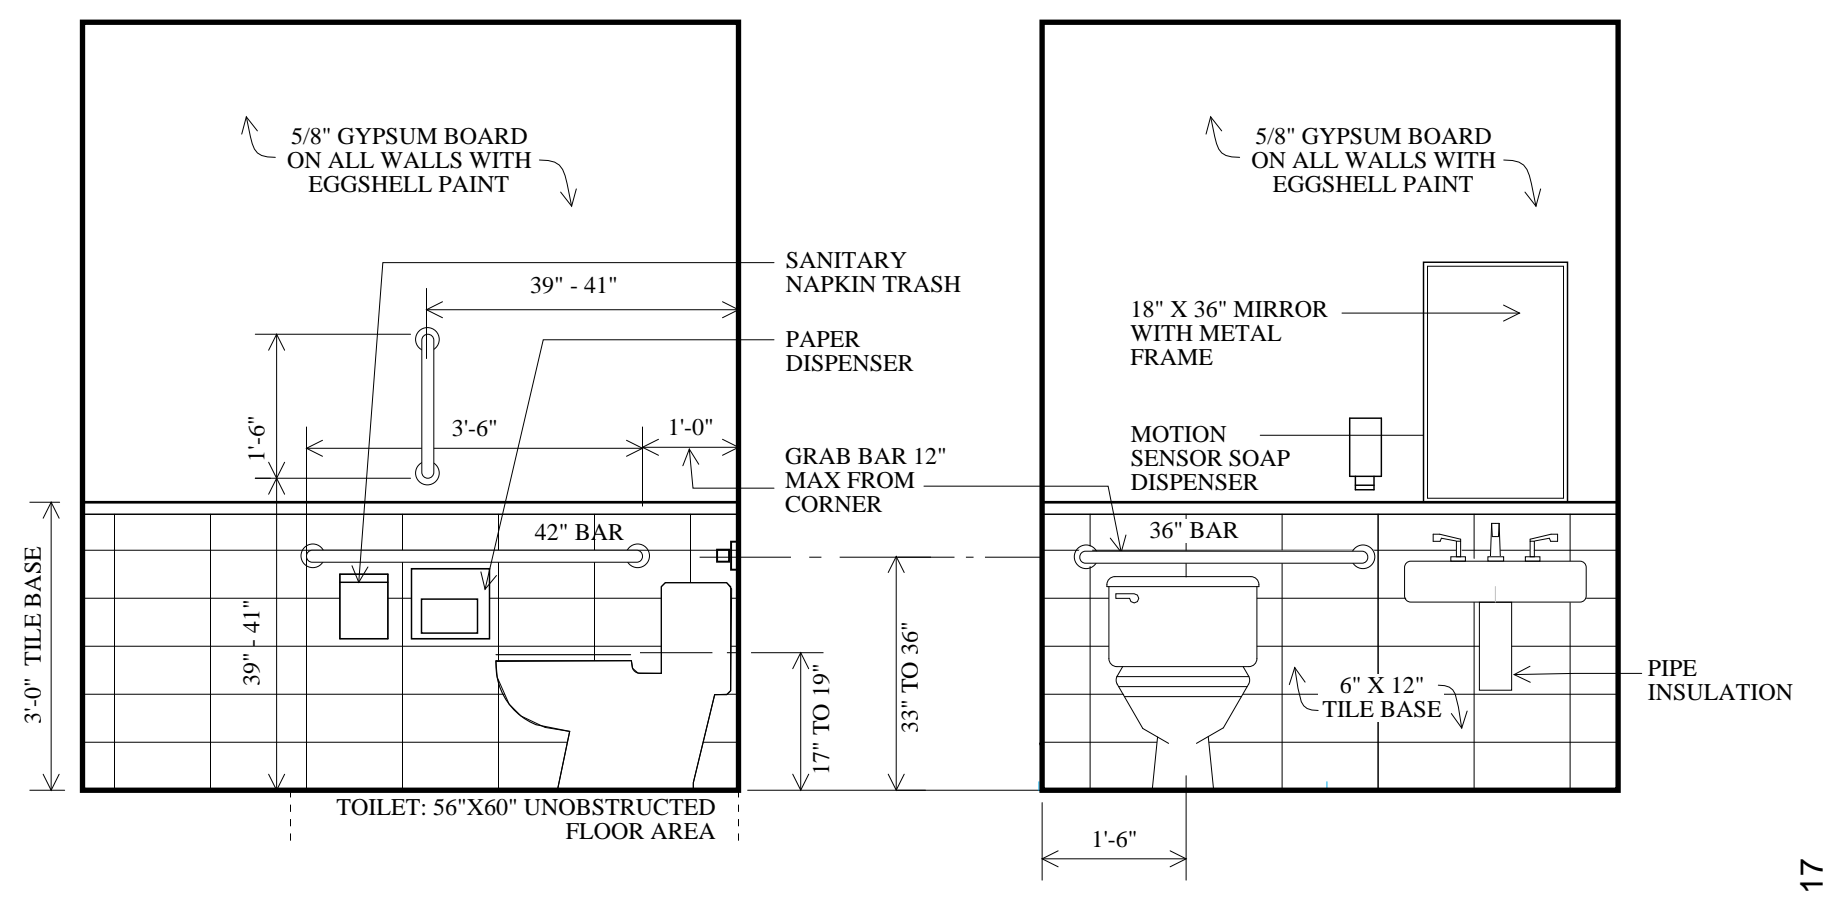 5/8" GYPSUM BOARD
ON ALL WALLS WITH
EGGSHELL PAINT
SANITARY
NAPKIN TRASH
39" - 41"
PAPER
DISPENSER
1'-6"
3'-6"
1'-0"
GRAB BAR 12"
MAX FROM
CORNER
42" BAR
3'-0" TILE BASE
39" - 41"
17" TO 19"
33" TO 36"
TOILET: 56"X60" UNOBSTRUCTED
FLOOR AREA
5/8" GYPSUM BOARD
ON ALL WALLS WITH
EGGSHELL PAINT
18" X 36" MIRROR
WITH METAL
FRAME
MOTION
SENSOR SOAP
DISPENSER
36" BAR
6" X 12"
TILE BASE
PIPE
INSULATION
1'-6"
17